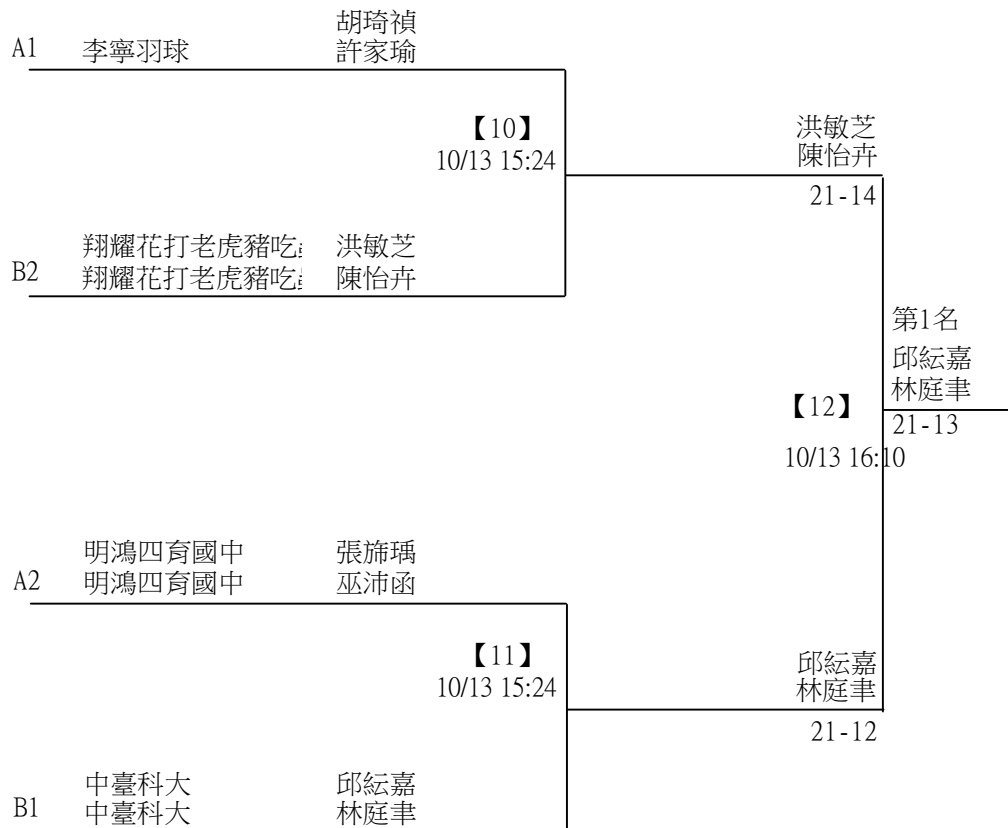 胡琦禎
A1 李寧羽球 許家瑜
【10】
10/13 15:24
洪敏芝
陳怡卉
21-14
翔耀花打老虎豬吃 洪敏芝
B2 翔耀花打老虎豬吃 陳怡卉
第1名
邱紜嘉
林庭聿
【12】
21-13
10/13 16:10
明鴻四育國中 張旆瑀
A2 明鴻四育國中 巫沛函
【11】
10/13 15:24
邱紜嘉
林庭聿
21-12
中臺科大 邱紜嘉
B1 中臺科大 林庭聿